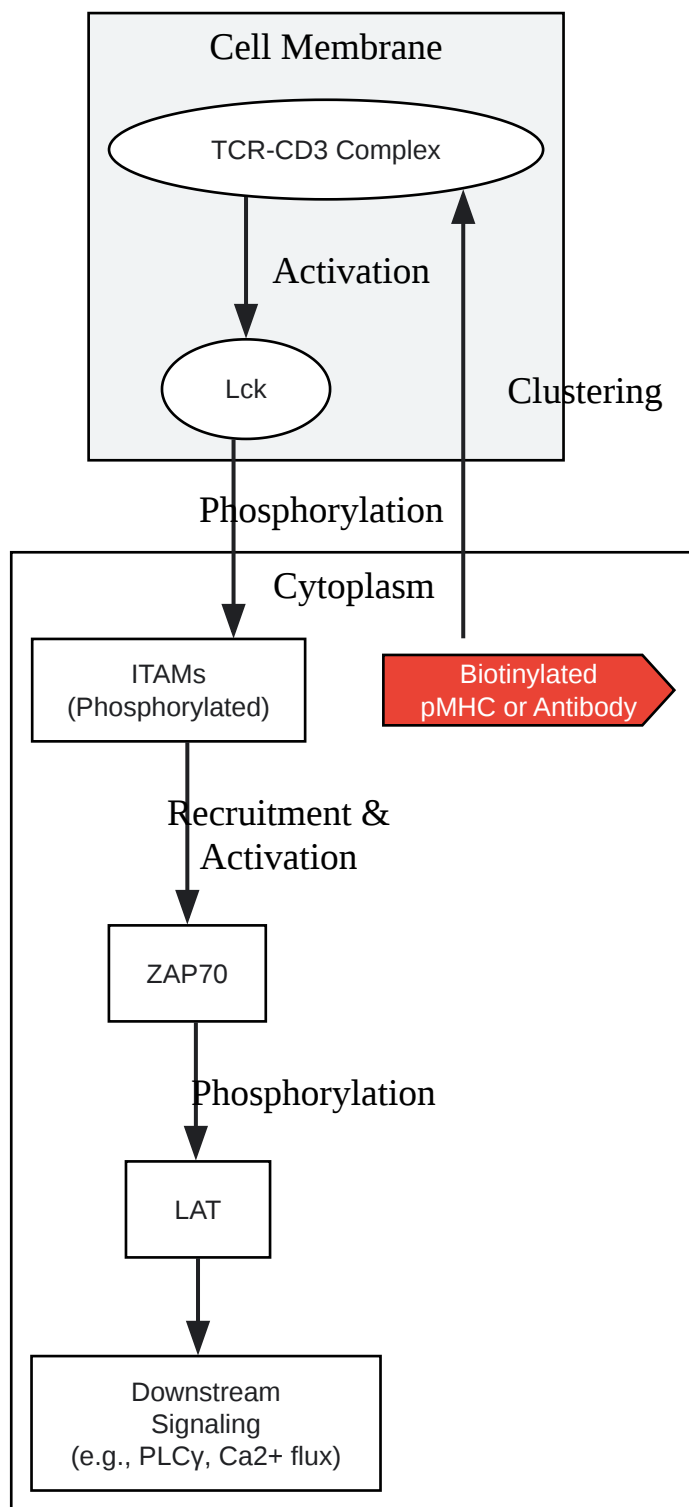 Cell Membrane
TCR-CD3 Complex
Activation
Lck
Clustering
Phosphorylation
Cytoplasm
ITAMs
(Phosphorylated)
Biotinylated
pMHC or Antibody
Recruitment &
Activation
ZAP70
Phosphorylation
LAT
Downstream
Signaling
(e.g., PLCγ, Ca2+ flux)